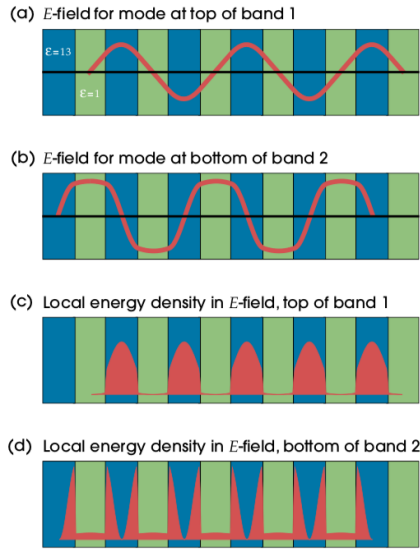 (a) E-field for mode at top of band 1
ε=13
ε=1
(b) E-field for mode at bottom of band 2
(c) Local energy density in E-field, top of band 1
(d) Local energy density in E-field, bottom of band 2